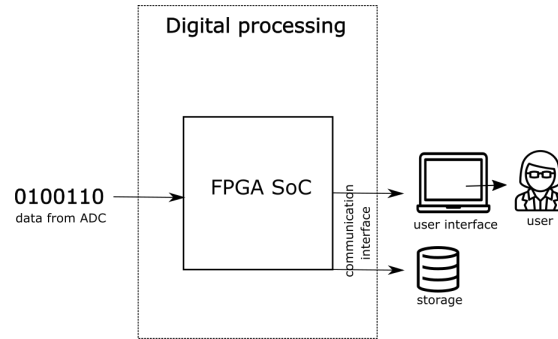 Digital processing
FPGA SoC
0100110
data from ADC
communication
interface
user interface
user
storage